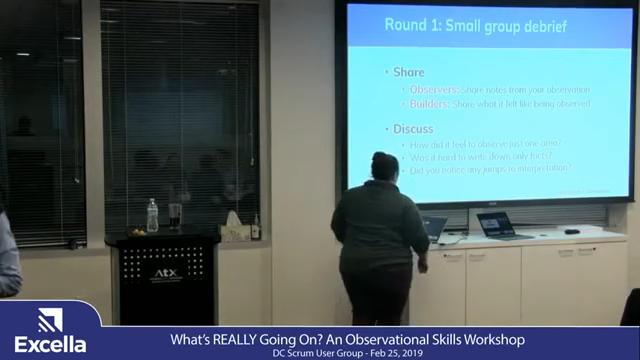 Round 1: Small group debrief
• Share
• Observers: Share notes from your observation
• Builders: Share what it felt like being observed
• Discuss
• How did it feel to observe just one area?
• Was it hard to write down only facts?
• Did you notice any jumps to interpretation?
AtX
Excella
What's REALLY Going On? An Observational Skills Workshop
DC Scrum User Group - Feb 25, 2019